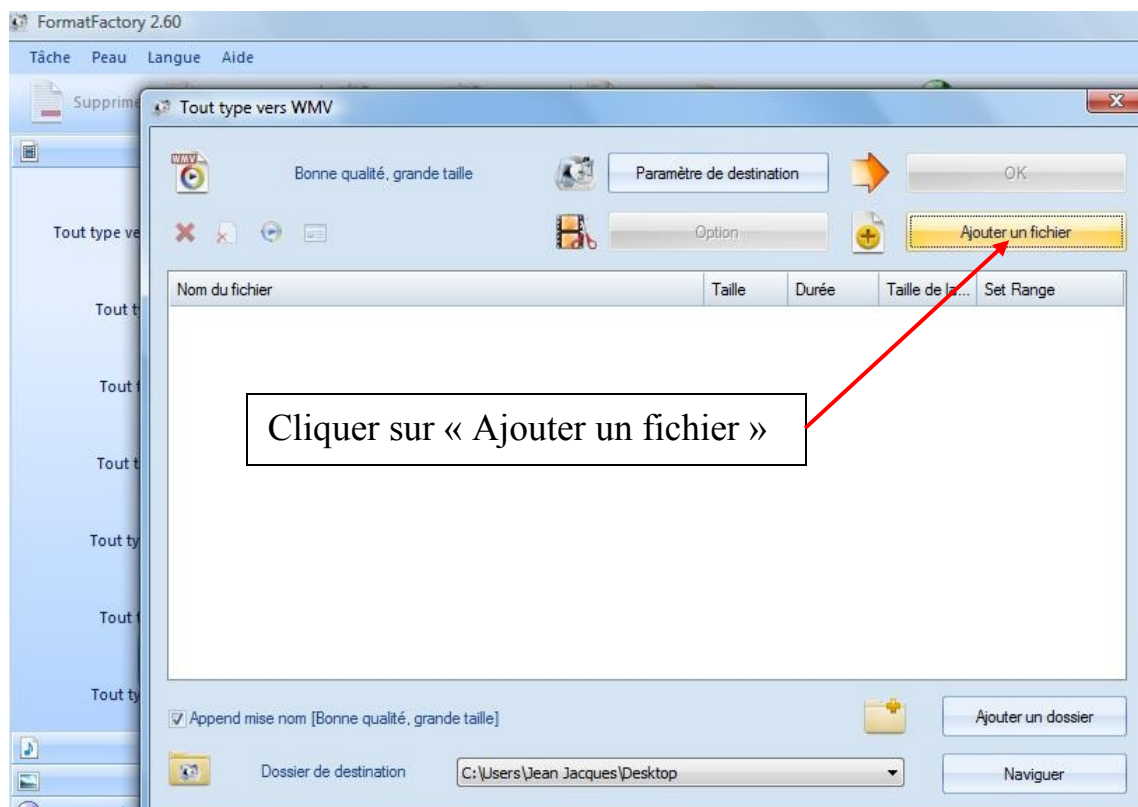 FormatFactory 2.60
Tâche Peau Langue Aide
Supprime
Tout type vers WMV
X
WMV
Bonne qualité, grande taille
Paramètre de destination
OK
Option
Ajouter un fichier
Nom du fichier Taille Durée Taille de la... Set Range
Cliquer sur « Ajouter un fichier »
Tout type ve
Tout t
Tout t
Tout t
Tout ty
Tout t
Tout ty
Append mise nom [Bonne qualité, grande taille]
Ajouter un dossier
Dossier de destination C:\Users\Jean Jacques\Desktop Naviguer